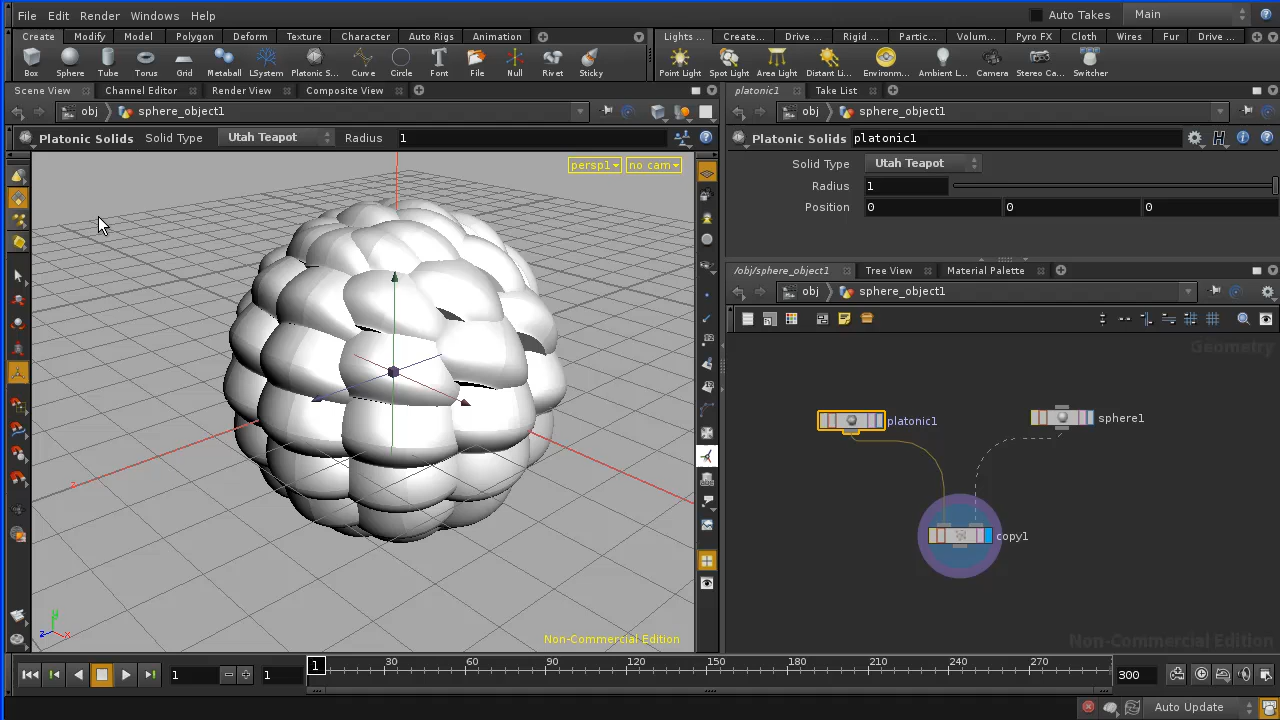 File Edit Render Windows Help
Auto Takes Main
Create Modify Model Polygon Deform Texture Character Auto Rigs Animation
Lights ... Create... Drive ... Rigid ... Partic... Volum... Pyro FX Cloth Wires Fur Drive ...
Box Sphere Tube Torus Grid Metaball LSystem Platonic S... Curve Circle Font File Null Rivet Sticky
Point Light Spot Light Area Light Distant Li... Environm... Ambient L... Camera Stereo Ca... Switcher
Scene View Channel Editor Render View Composite View
platonic1 Take List
obj sphere_object1
obj sphere_object1
Platonic Solids Solid Type Utah Teapot Radius 1
Platonic Solids platonic1
Solid Type Utah Teapot
Radius 1
Position 0 0 0
persp1 no cam
/obj/sphere_object1 Tree View Material Palette
obj sphere_object1
Geometry
platonic1
sphere1
copy1
z
y
z x
Non-Commercial Edition
Non-Commercial Edition
1 1 1 30 60 90 120 150 180 210 240 270 300
Auto Update